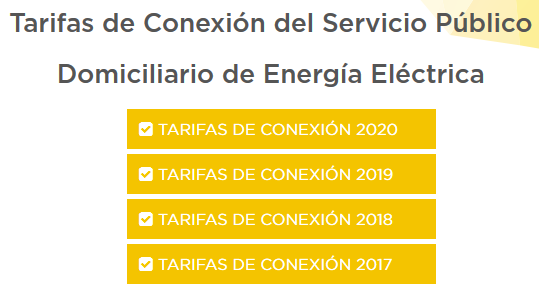 Tarifas de Conexión del Servicio Público
Domiciliario de Energía Eléctrica
TARIFAS DE CONEXIÓN 2020
TARIFAS DE CONEXIÓN 2019
TARIFAS DE CONEXIÓN 2018
TARIFAS DE CONEXIÓN 2017